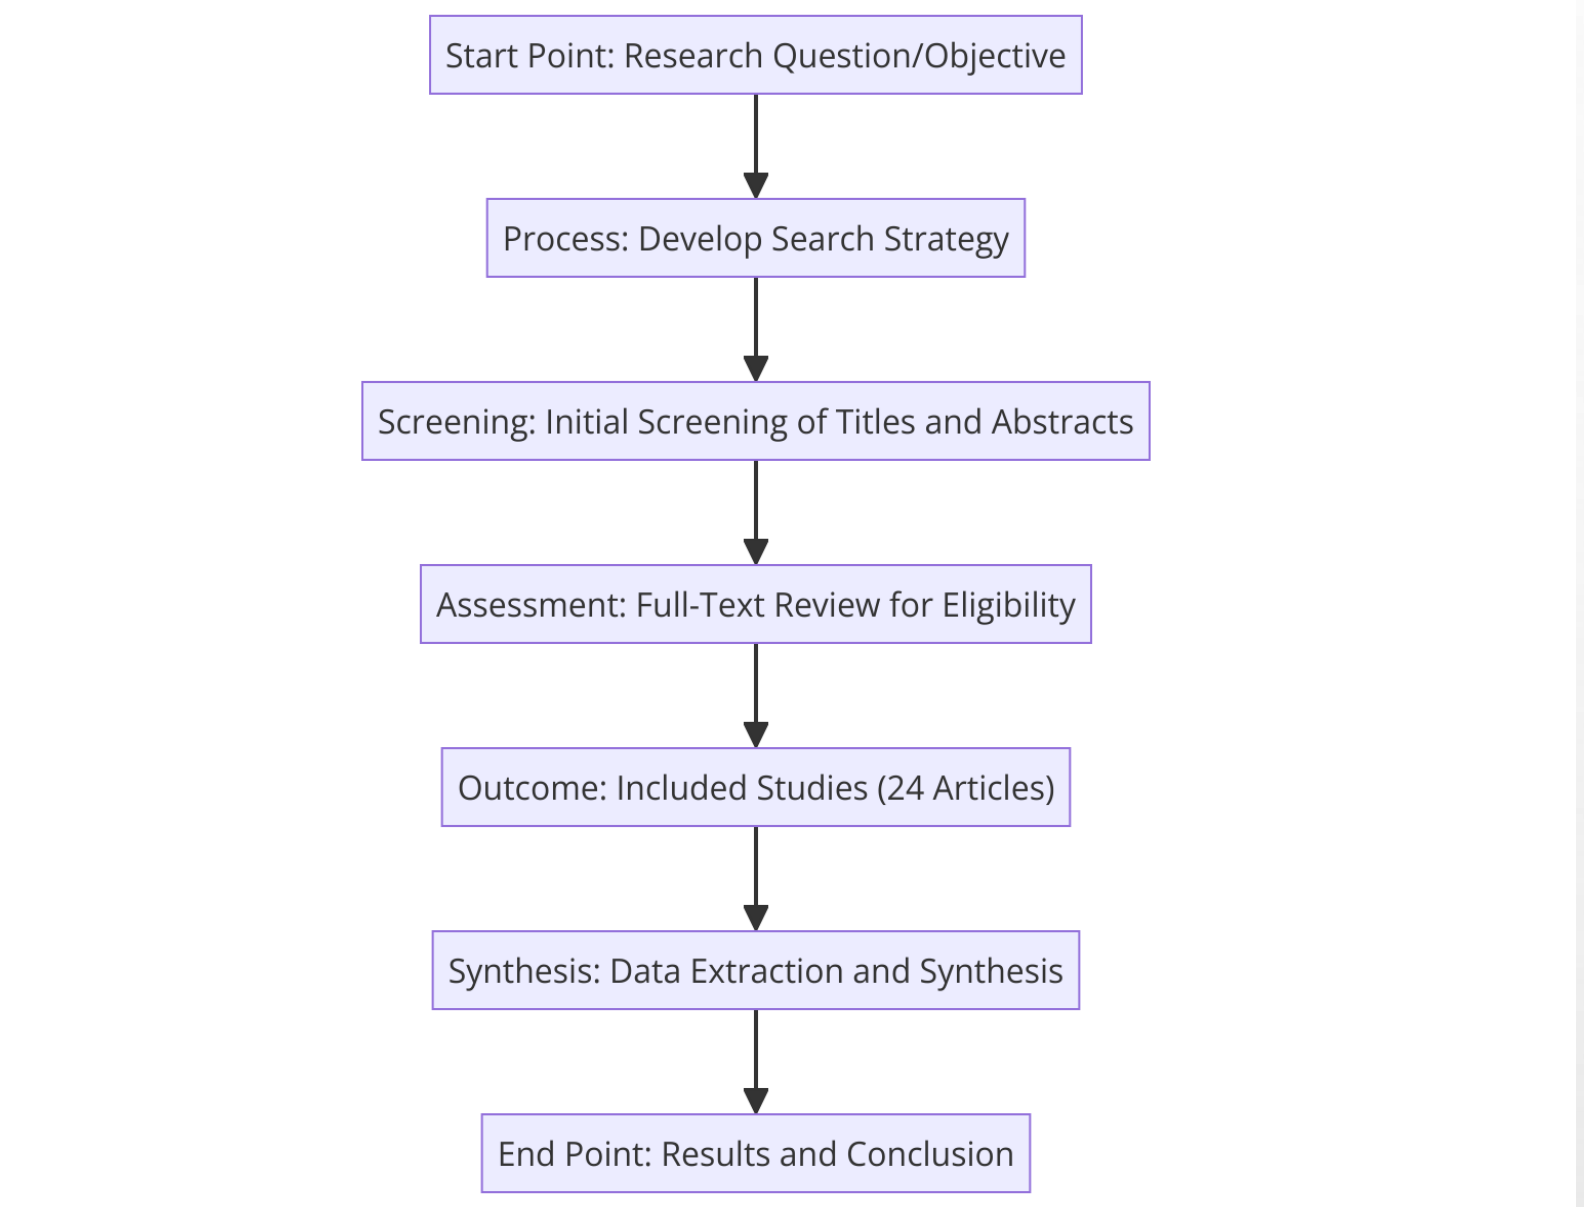 Start Point: Research Question/Objective
Process: Develop Search Strategy
Screening: Initial Screening of Titles and Abstracts
Assessment: Full-Text Review for Eligibility
Outcome: Included Studies (24 Articles)
Synthesis: Data Extraction and Synthesis
End Point: Results and Conclusion